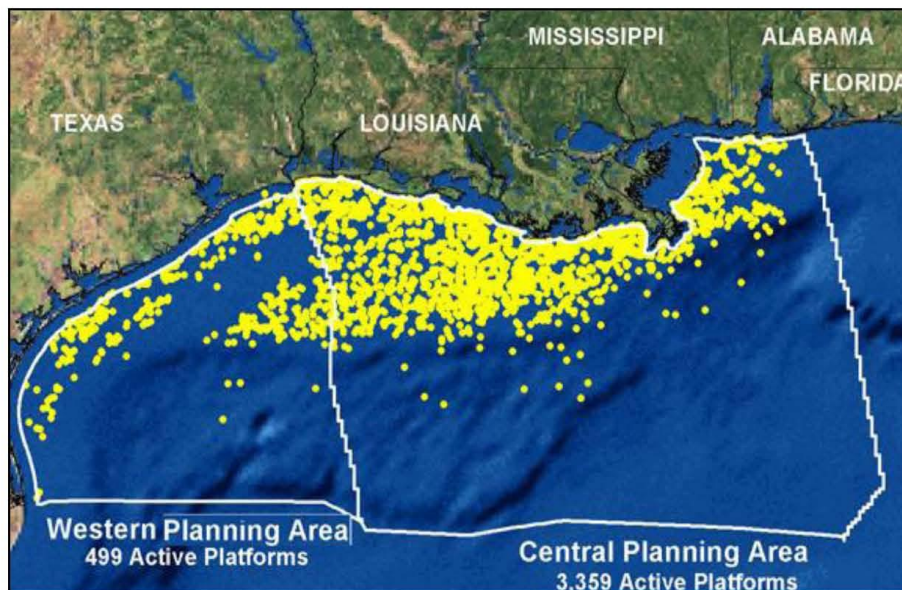 MISSISSIPPI
ALABAMA
FLORIDA
TEXAS
LOUISIANA
Western Planning Area
499 Active Platforms
Central Planning Area
3,359 Active Platforms